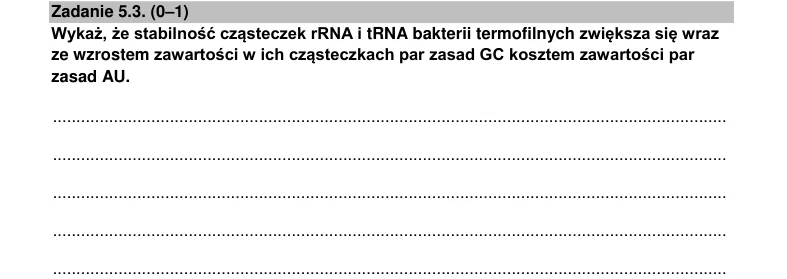 Zadanie 5.3. (0–1)
Wykaż, że stabilność cząsteczek rRNA i tRNA bakterii termofilnych zwiększa się wraz
ze wzrostem zawartości w ich cząsteczkach par zasad GC kosztem zawartości par
zasad AU.